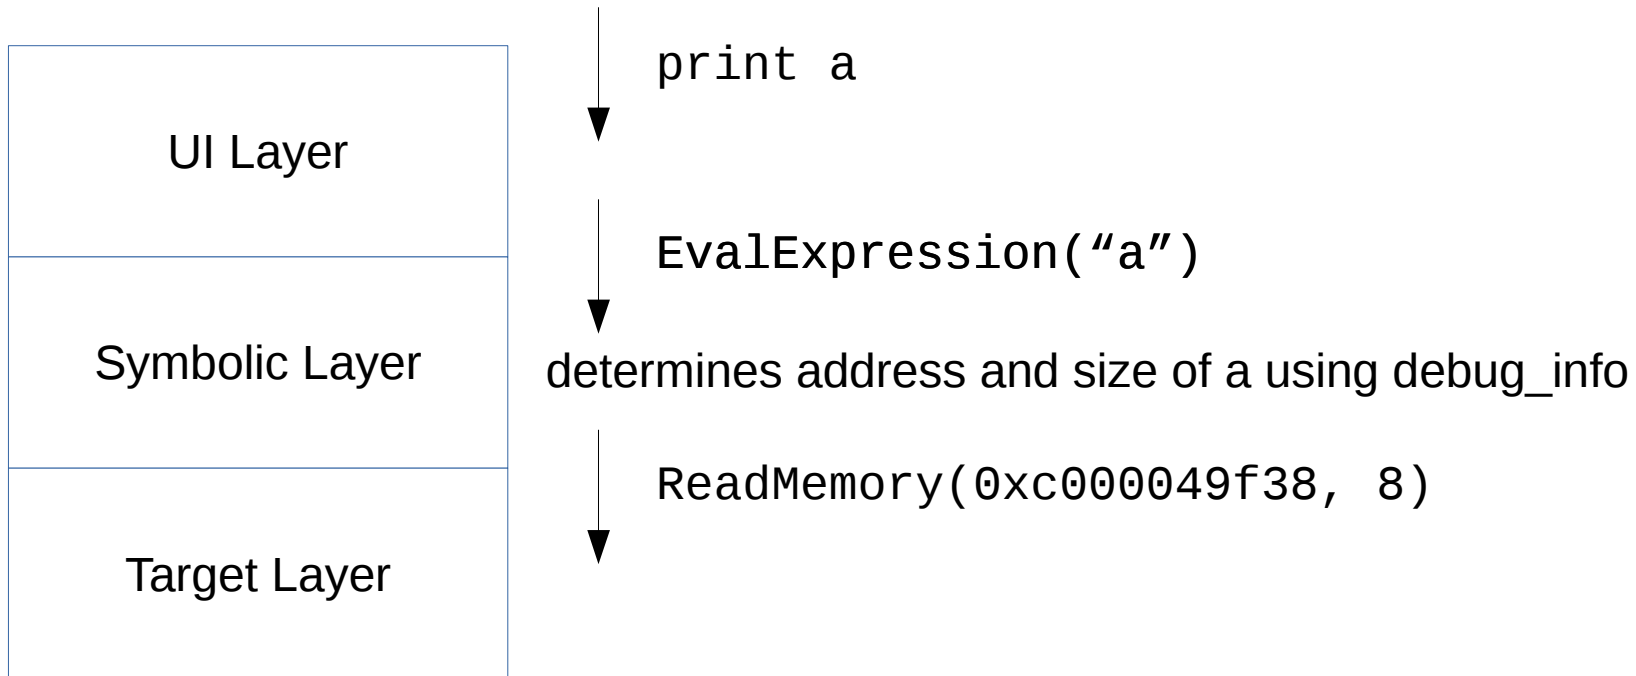 print a
UI Layer
EvalExpression(“a”)
Symbolic Layer
determines address and size of a using debug_info
ReadMemory(0xc000049f38, 8)
Target Layer